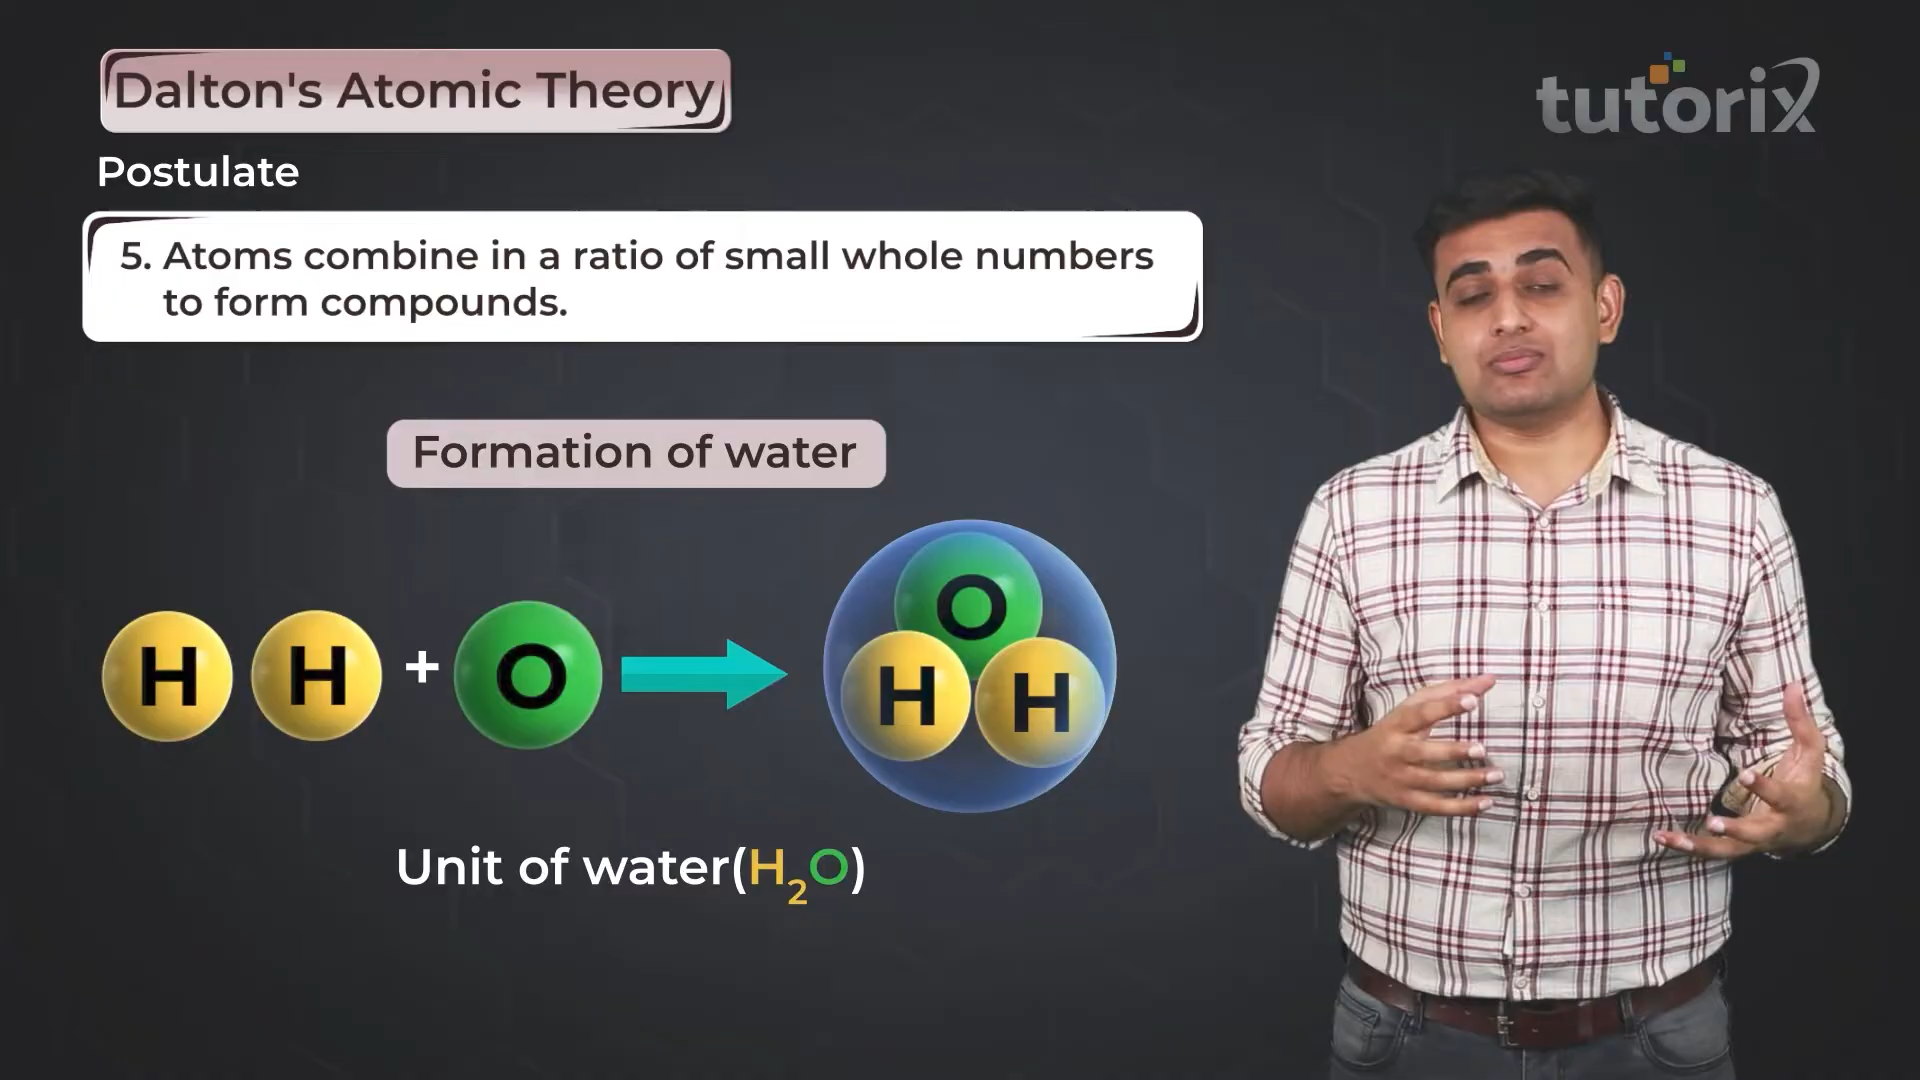 Dalton's Atomic Theory
tutorix
Postulate
5. Atoms combine in a ratio of small whole numbers
to form compounds.
Formation of water
H H + O
O
H H
Unit of water(H₂O)